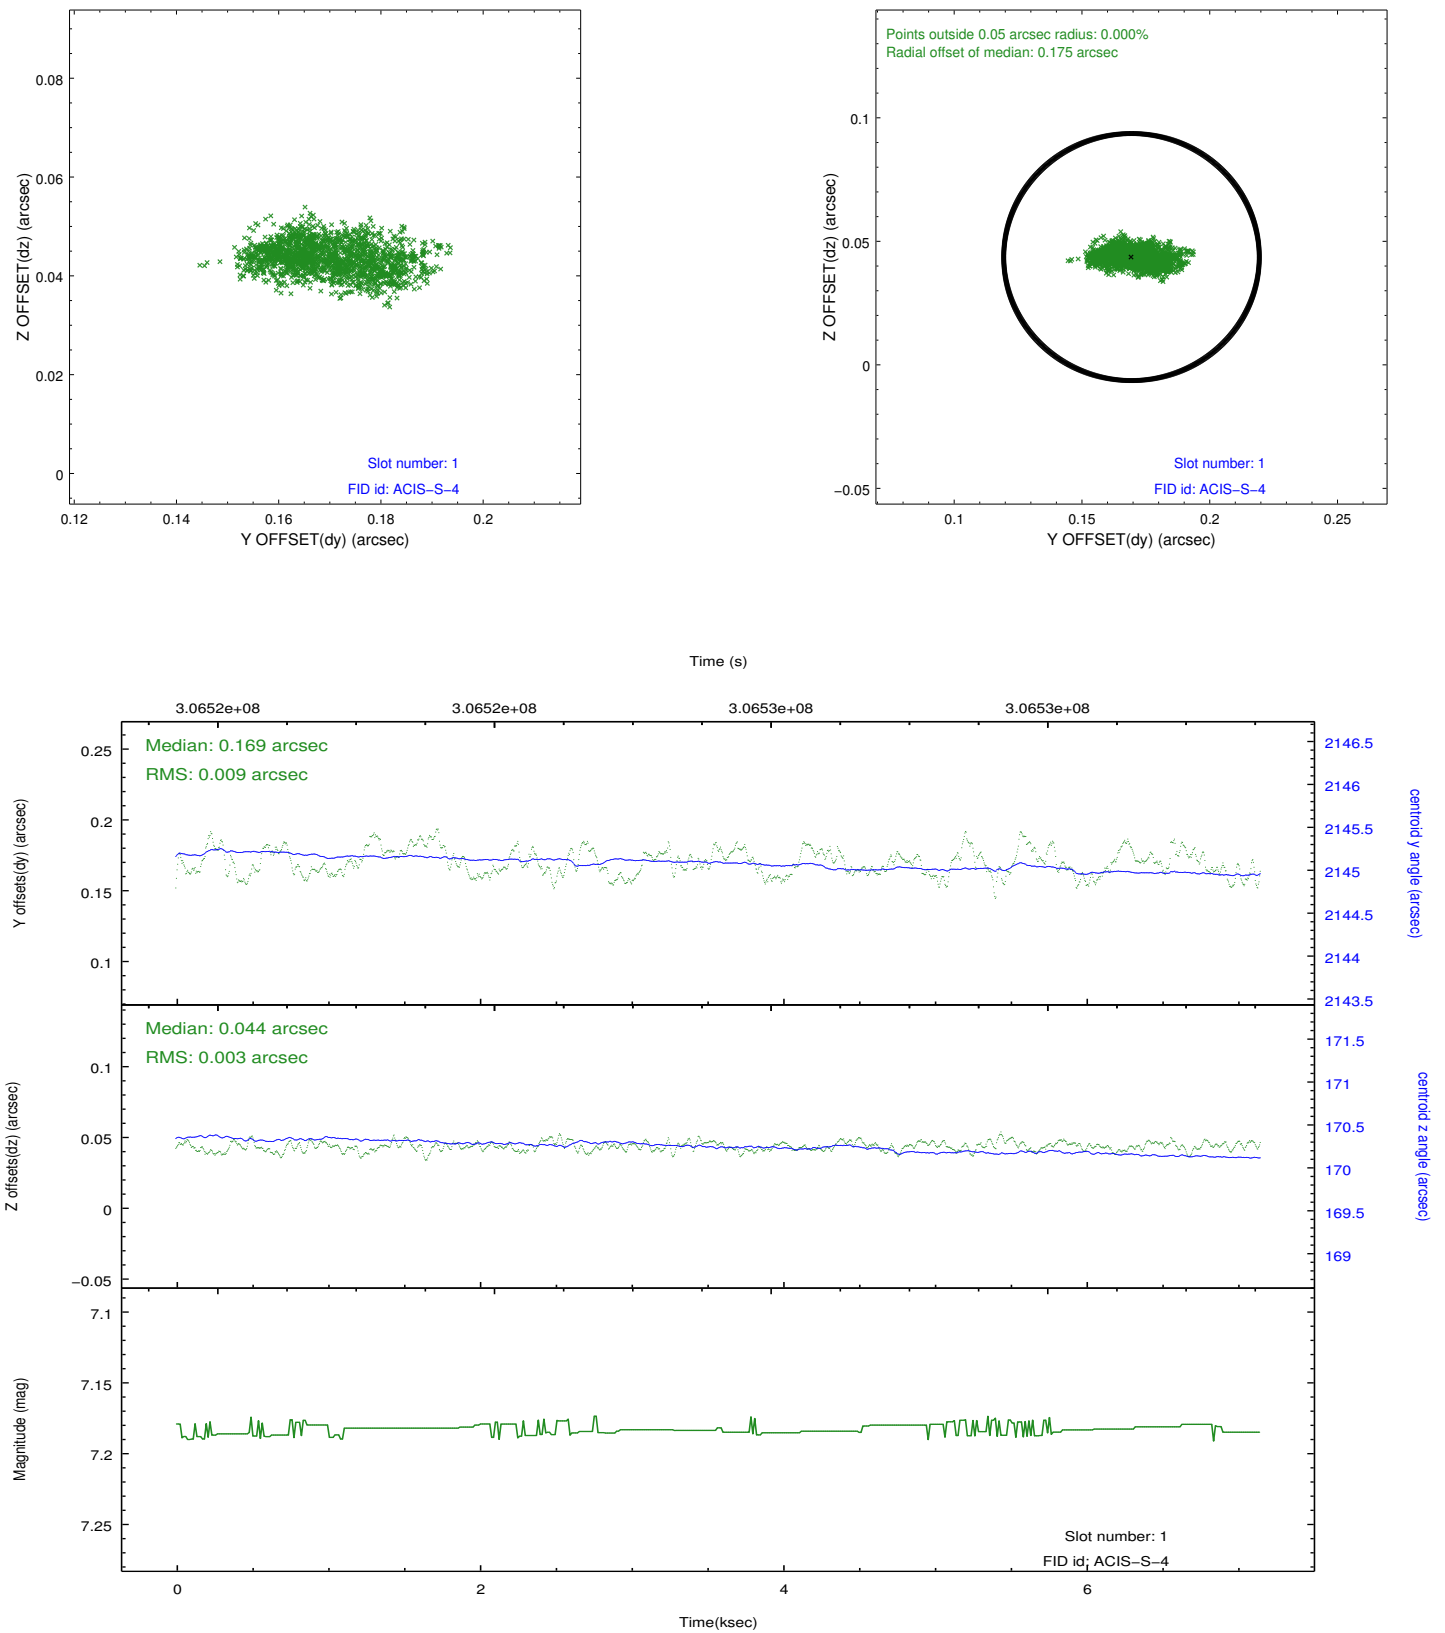 0.08
0.06
0.04
0.02
0
Z OFFSET(dz) (arcsec)
Slot number: 1
FID id: ACIS−S−4
0.12 0.14 0.16 0.18 0.2
Y OFFSET(dy) (arcsec)
Points outside 0.05 arcsec radius: 0.000%
Radial offset of median: 0.175 arcsec
0.1
0.05
0
−0.05
Z OFFSET(dz) (arcsec)
Slot number: 1
FID id: ACIS−S−4
0.1 0.15 0.2 0.25
Y OFFSET(dy) (arcsec)
Time (s)
3.0652e+08 3.0652e+08 3.0653e+08 3.0653e+08
Median: 0.169 arcsec
RMS: 0.009 arcsec
0.25
0.2
0.15
0.1
Y offsets(dy) (arcsec)
2146.5
2146
2145.5
2145
2144.5
2144
2143.5
centroid y angle (arcsec)
Median: 0.044 arcsec
RMS: 0.003 arcsec
0.1
0.05
0
−0.05
Z offsets(dz) (arcsec)
171.5
171
170.5
170
169.5
169
centroid z angle (arcsec)
7.1
7.15
7.2
7.25
Magnitude (mag)
Slot number: 1
FID id: ACIS−S−4
0 2 4 6
Time(ksec)